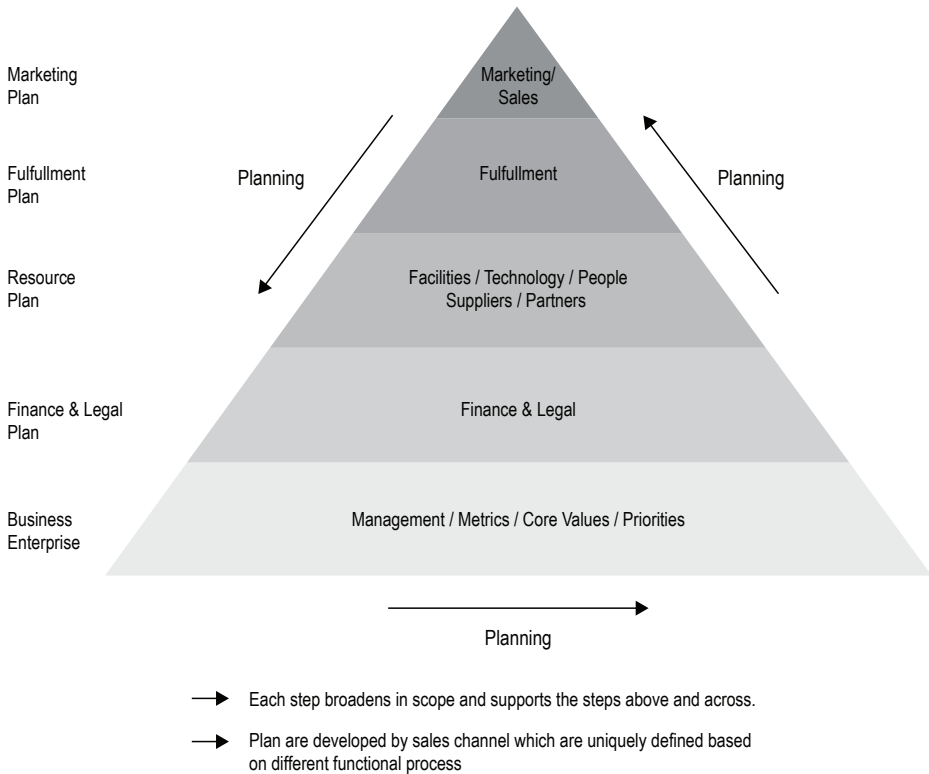 Marketing
Plan
Marketing/
Sales
Fulfullment
Plan
Planning
Fulfullment
Planning
Resource
Plan
Facilities / Technology / People
Suppliers / Partners
Finance & Legal
Plan
Finance & Legal
Business
Enterprise
Management / Metrics / Core Values / Priorities
Planning
Each step broadens in scope and supports the steps above and across.
Plan are developed by sales channel which are uniquely defined based
on different functional process